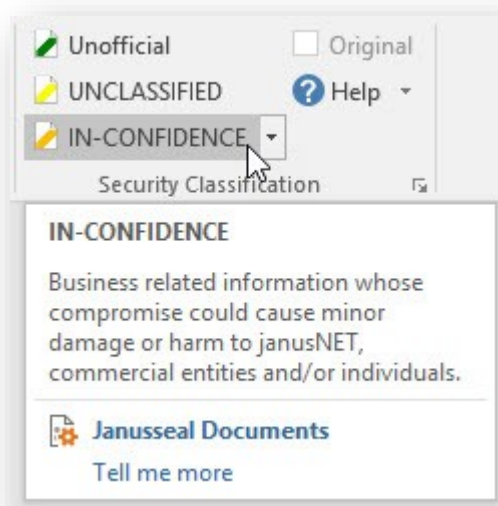 Unofficial
Original
UNCLASSIFIED
Help
IN-CONFIDENCE
Security Classification
IN-CONFIDENCE
Business related information whose
compromise could cause minor
damage or harm to janusNET,
commercial entities and/or individuals.
Janusseal Documents
Tell me more